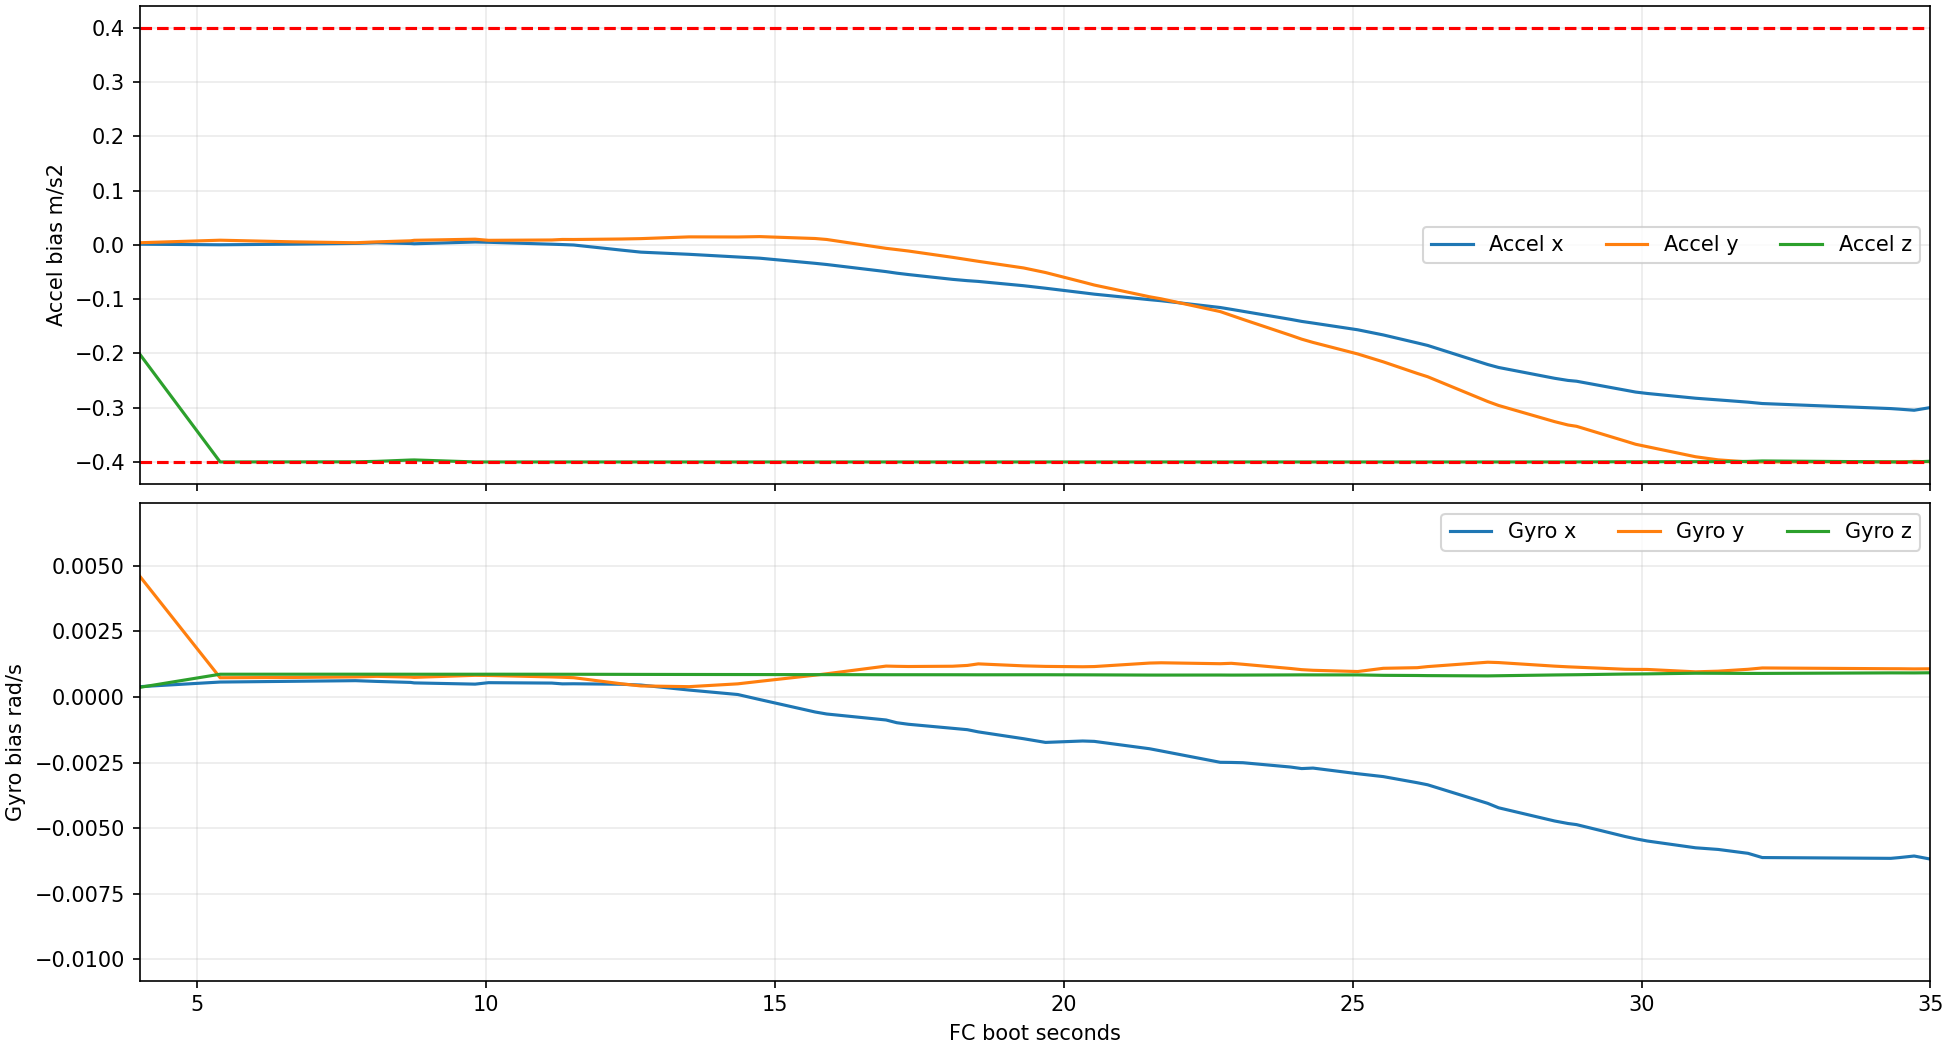 0.4
0.3
0.2
0.1
0.0
−0.1
−0.2
−0.3
−0.4
Accel bias m/s2
Accel x Accel y Accel z
0.0050
0.0025
0.0000
−0.0025
−0.0050
−0.0075
−0.0100
Gyro bias rad/s
Gyro x Gyro y Gyro z
5 10 15 20 25 30 35
FC boot seconds